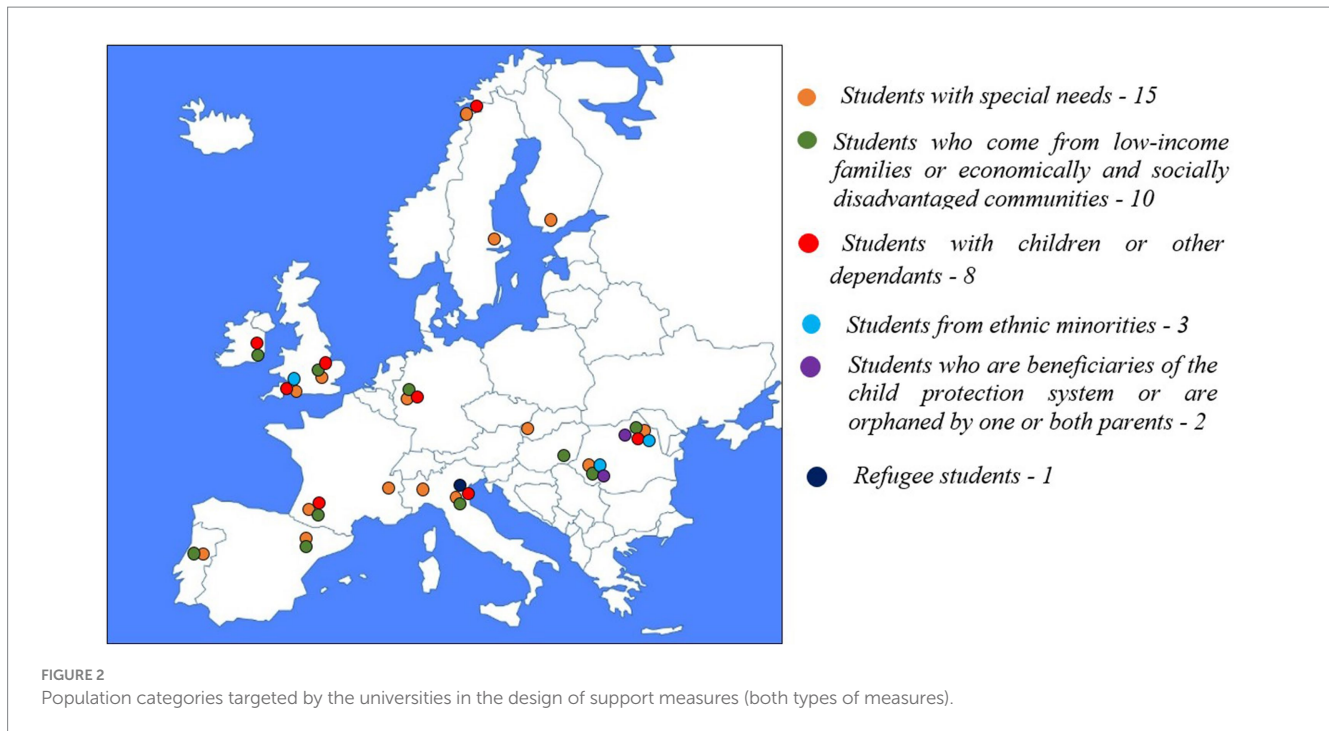 Students with special needs - 15
Students who come from low-income
families or economically and socially
disadvantaged communities - 10
Students with children or other
dependants - 8
Students from ethnic minorities - 3
Students who are beneficiaries of the
child protection system or are
orphaned by one or both parents - 2
Refugee students - 1
FIGURE 2
Population categories targeted by the universities in the design of support measures (both types of measures).